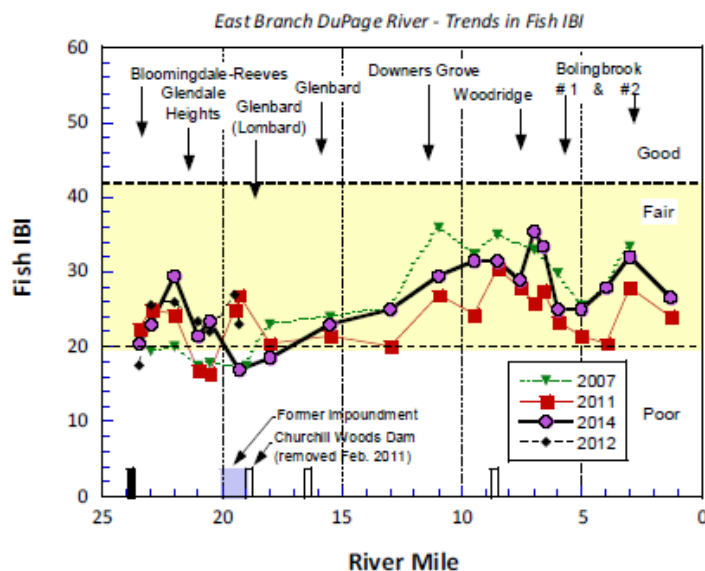 East Branch DuPage River - Trends in Fish IBI
60
50
40
30
20
10
0
Fish IBI
Bloomingdale-Reeves
Glendale
Heights
Glenbard
(Lombard)
Glenbard
Downers Grove
Woodridge
Bolingbrook
#1 & #2
Good
Fair
Poor
2007
2011
2014
2012
Former Impoundment
Churchill Woods Dam
(removed Feb. 2011)
25 20 15 10 5 0
River Mile